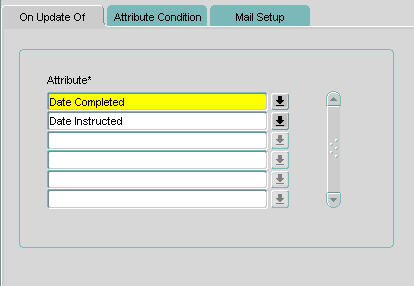 On Update Of Attribute Condition Mail Setup
Attribute*
Date Completed
Date Instructed